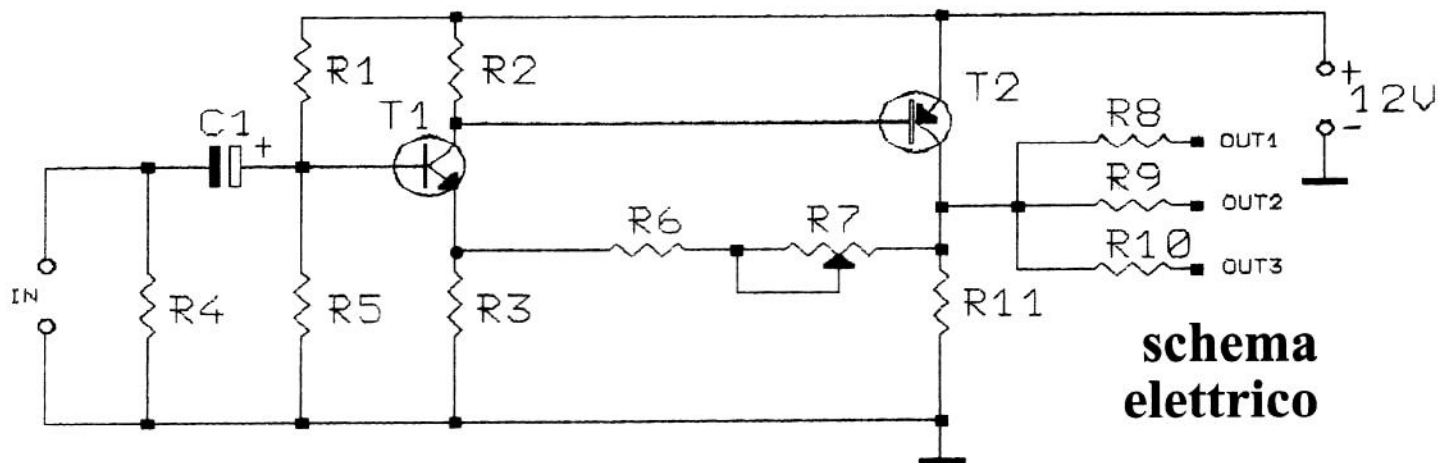 R1
R2
T1
T2
C1
+
+
12V
-
R8
OUT1
R9
OUT2
R10
OUT3
R6
R7
IN
R4
R5
R3
R11
schema
elettrico